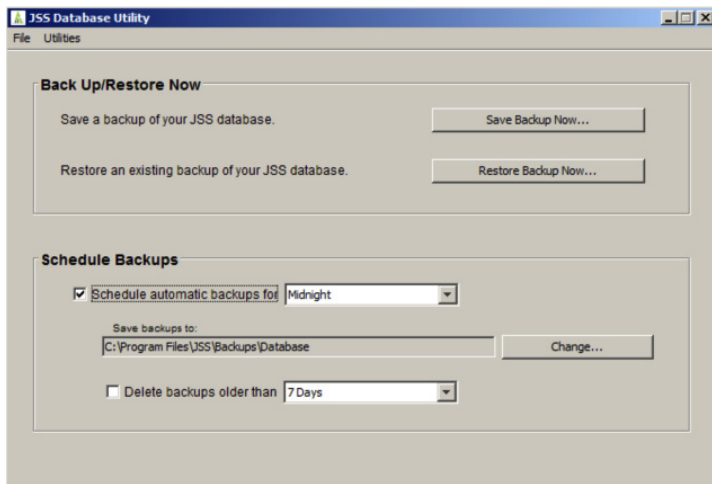 JSS Database Utility
File Utilities
Back Up/Restore Now
Save a backup of your JSS database.
Save Backup Now...
Restore an existing backup of your JSS database.
Restore Backup Now...
Schedule Backups
Schedule automatic backups for Midnight
Save backups to:
C:\Program Files\JSS\Backups\Database
Change...
Delete backups older than 7 Days